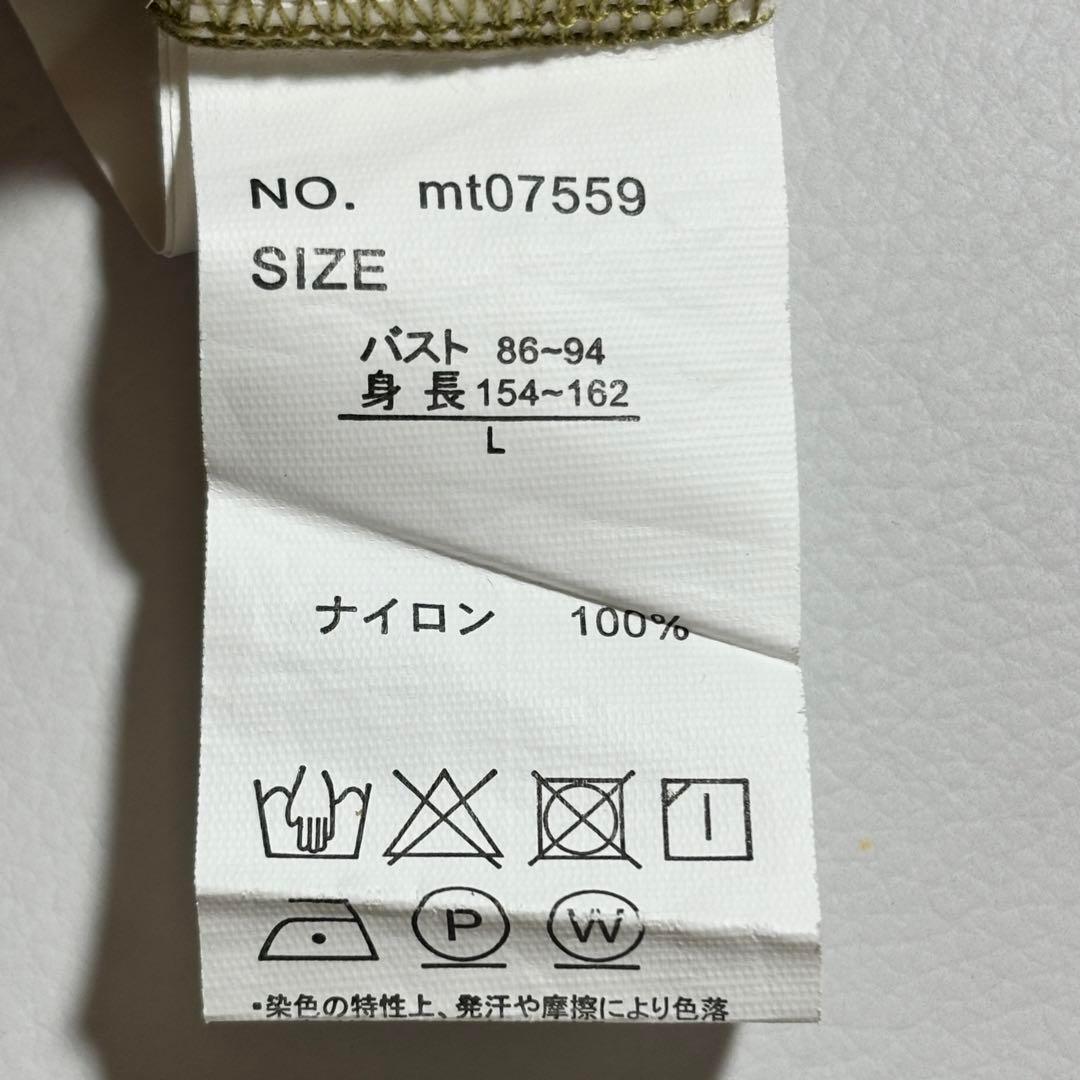 NO. mt07559
SIZE
バスト 86~94
身 長 154~162
L
ナイロン 100%
P W
・染色の特性上、発汗や摩擦により色落